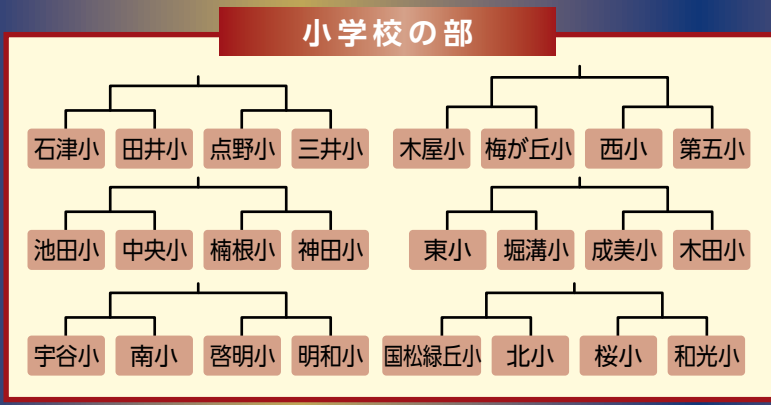 小学校の部
石津小 田井小 点野小 三井小 木屋小 梅が丘小 西小 第五小
池田小 中央小 楠根小 神田小 東小 堀溝小 成美小 木田小
宇谷小 南小 啓明小 明和小 国松緑丘小 北小 桜小 和光小